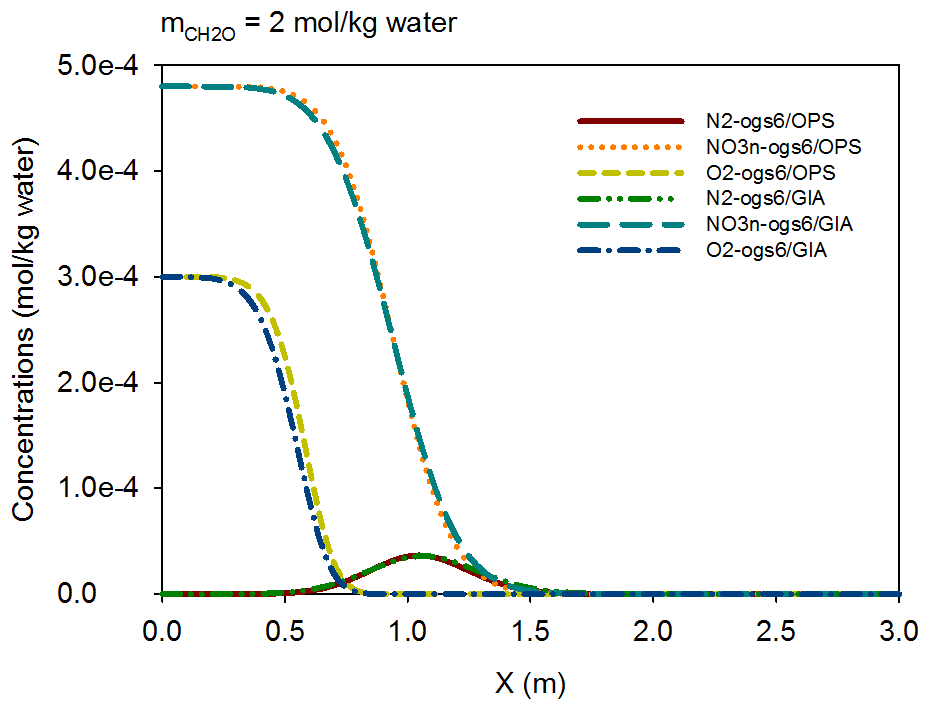 mCH2O = 2 mol/kg water
5.0e-4
4.0e-4
3.0e-4
2.0e-4
1.0e-4
0.0
Concentrations (mol/kg water)
N2-ogs6/OPS
NO3n-ogs6/OPS
O2-ogs6/OPS
N2-ogs6/GIA
NO3n-ogs6/GIA
O2-ogs6/GIA
0.0 0.5 1.0 1.5 2.0 2.5 3.0
X (m)